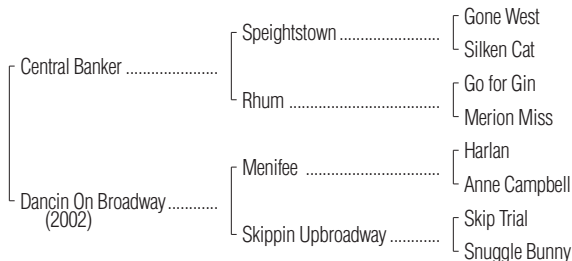 Gone West
Speightstown
Silken Cat
Central Banker
Go for Gin
Rhum
Merion Miss
Harlan
Menifee
Anne Campbell
Dancin On Broadway
(2002)
Skip Trial
Skippin Upbroadway
Snuggle Bunny